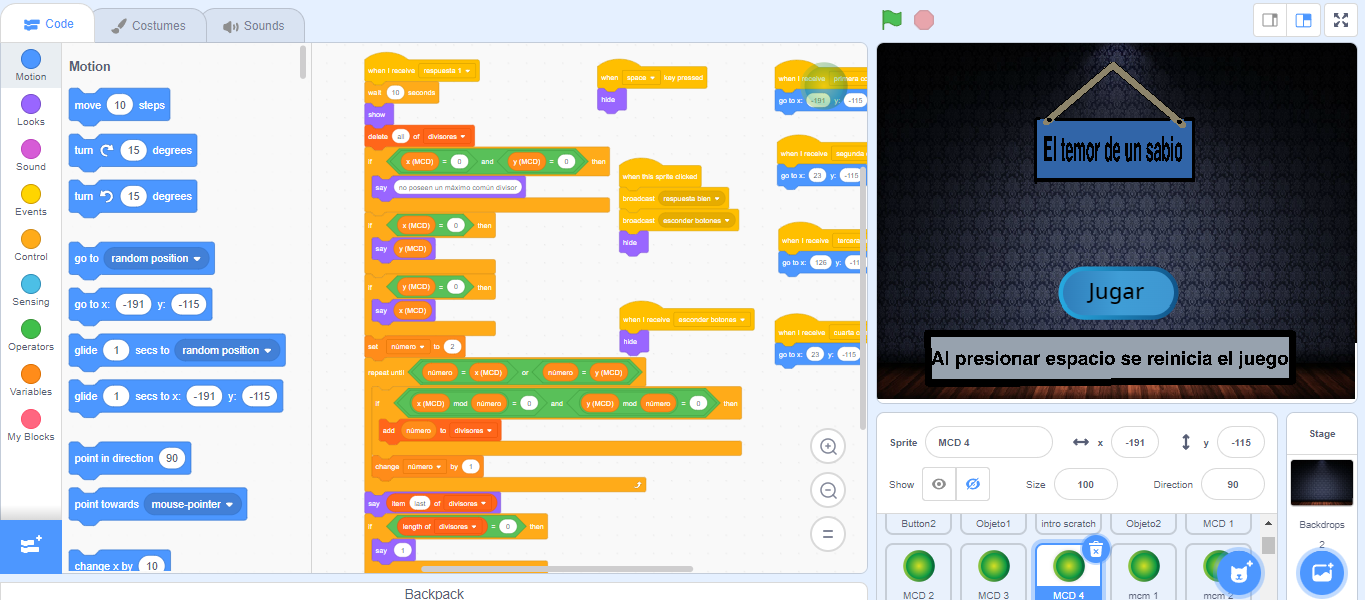 Code
Costumes
Sounds
Motion
Looks
Sound
Events
Control
Sensing
Operators
Variables
My Blocks
Motion
move 10 steps
turn 15 degrees
turn 15 degrees
go to random position
go to x: -191 y: -115
glide 1 secs to random position
glide 1 secs to x: -191 y: -115
point in direction 90
point towards mouse-pointer
change x by 10
when I receive respuesta 1
wait 10 seconds
show
delete all of divisores
if x (MCD) = 0 and y (MCD) = 0 then
say no poseen un máximo común divisor
if x (MCD) = 0 then
say y (MCD)
if y (MCD) = 0 then
say x (MCD)
set número to 2
repeat until número = x (MCD) or número = y (MCD)
if x (MCD) mod número = 0 and y (MCD) mod número = 0 then
add número to divisores
change número by 1
say item last of divisores
if length of divisores = 0 then
say 1
when space key pressed
hide
when this sprite clicked
broadcast respuesta bien
broadcast esconder botones
hide
when I receive esconder botones
hide
when I receive primera co
go to x: -191 y: -115
when I receive segunda
go to x: 23 y: -115
when I receive tercera
go to x: 126 y: -11
when I receive cuarta c
go to x: 23 y: -115
Backpack
El temor de un sabio
Jugar
Al presionar espacio se reinicia el juego
Sprite MCD 4 x -191 y -115
Show Size 100 Direction 90
Button2 Objeto1 intro scratch Objeto2 MCD 1
MCD 2 MCD 3 MCD 4 mcm 1 mcm 2
Stage
Backdrops
2